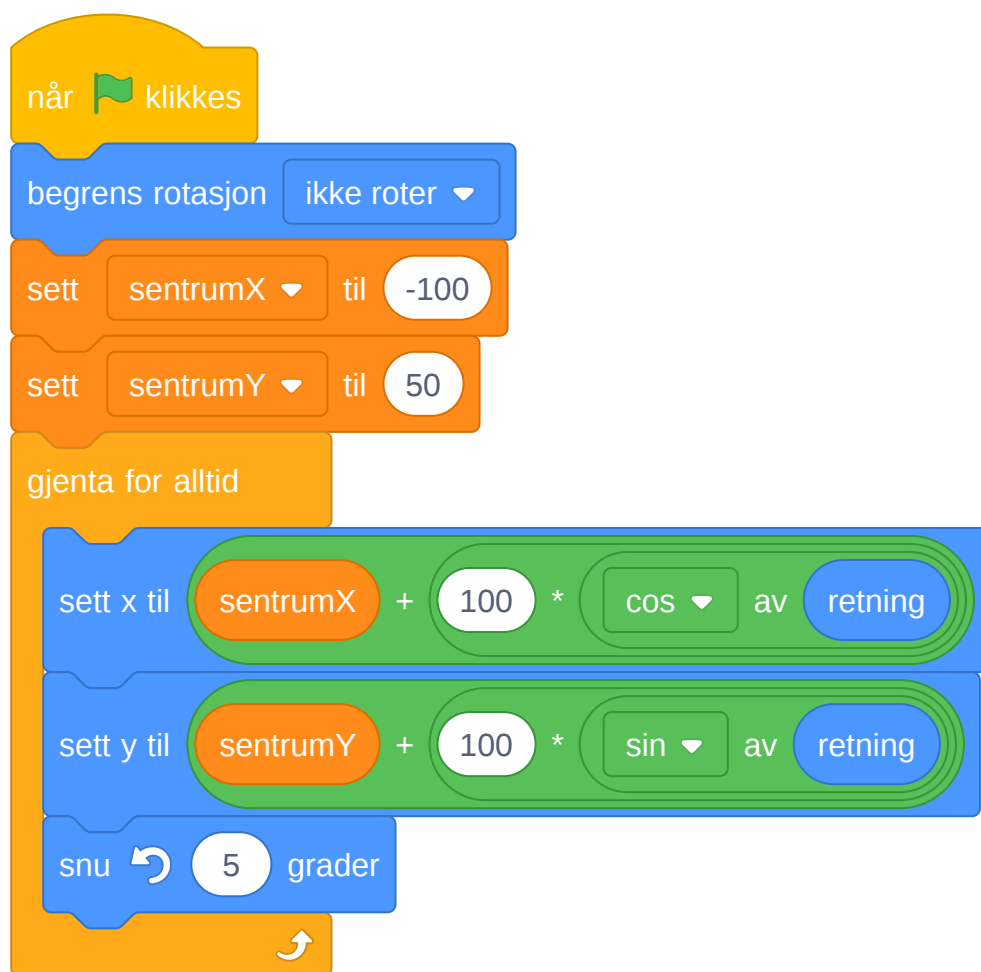 når klikkes
begrens rotasjon ikke roter
sett sentrumX til -100
sett sentrumY til 50
gjenta for alltid
sett x til sentrumX + 100 * cos av retning
sett y til sentrumY + 100 * sin av retning
snu 5 grader